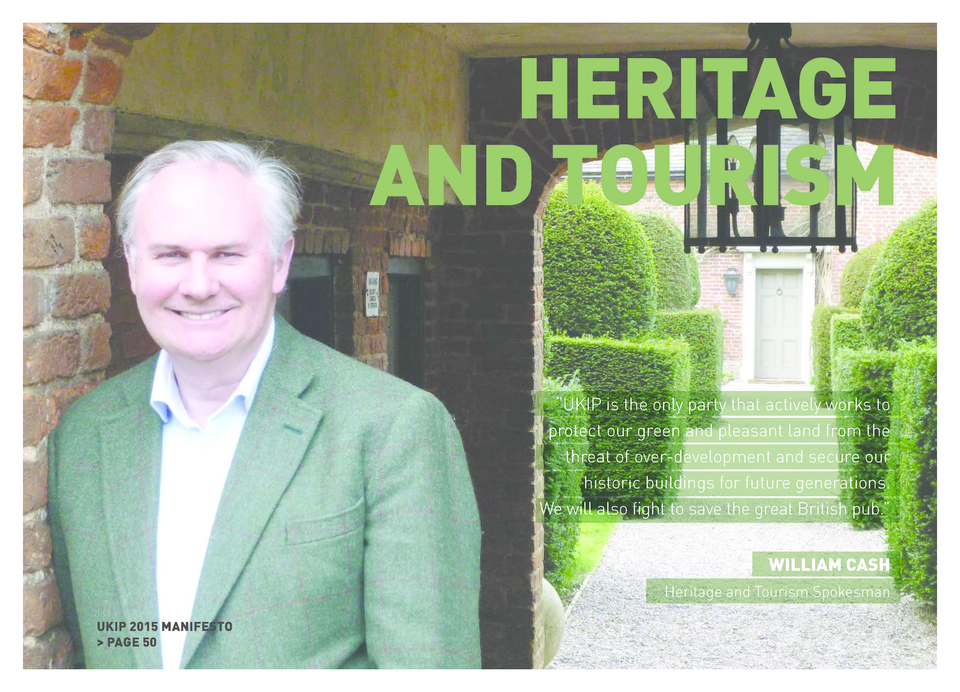 HERITAGE
AND TOURISM
"UKIP is the only party that actively works to
protect our green and pleasant land from the
threat of over-development and secure our
historic buildings for future generations.
We will also fight to save the great British pub."
WILLIAM CASH
Heritage and Tourism Spokesman
UKIP 2015 MANIFESTO
> PAGE 50